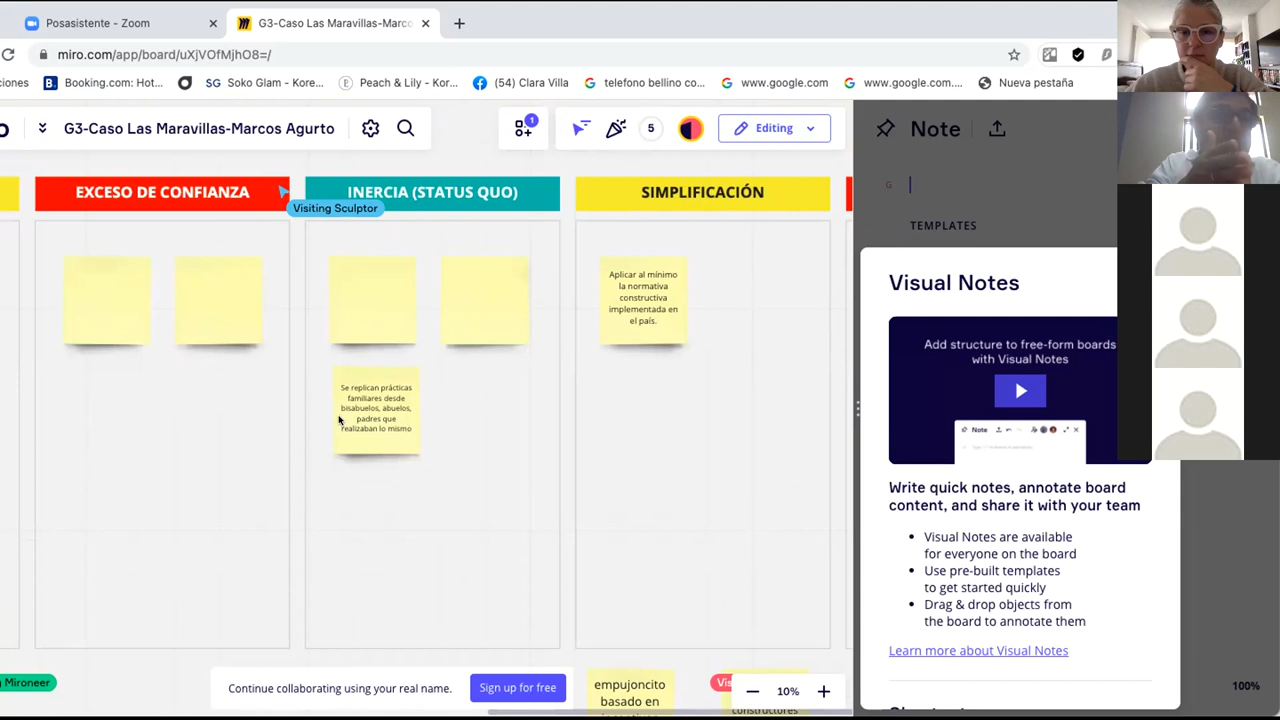 Posasistente - Zoom
G3-Caso Las Maravillas-Marco
miro.com/app/board/uXjVOfMjhO8=/
ciones
Booking.com: Hot...
SG Soko Glam - Kore...
Peach & Lily - Kor...
(54) Clara Villa
telefono bellino co...
www.google.com
www.google.com....
Nueva pestaña
G3-Caso Las Maravillas-Marcos Agurto
1
5
Editing
Note
EXCESO DE CONFIANZA
INERCIA (STATUS QUO)
SIMPLIFICACIÓN
Visiting Sculptor
G
TEMPLATES
Aplicar al mínimo
la normativa
constructiva
implementada en
el país.
Se replican prácticas
familiares desde
bisabuelos, abuelos,
padres que
realizaban lo mismo
Visual Notes
Add structure to free-form boards
with Visual Notes
Note
Write quick notes, annotate board
content, and share it with your team
Visual Notes are available
for everyone on the board
Use pre-built templates
to get started quickly
Drag & drop objects from
the board to annotate them
Learn more about Visual Notes
g Mironeer
Continue collaborating using your real name.
Sign up for free
empujoncito
basado en
Vis
constructores
10%
100%